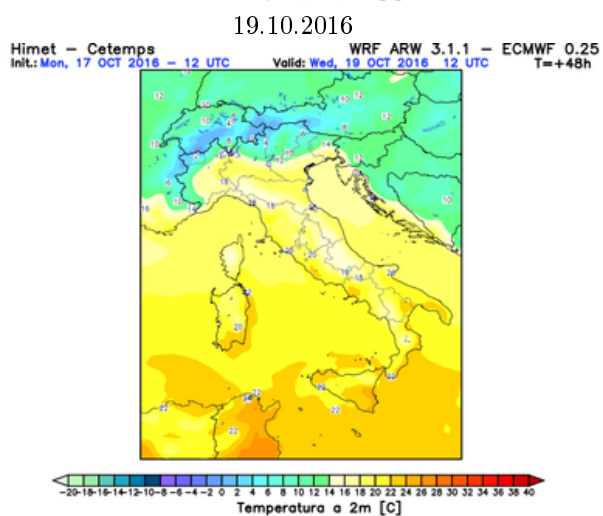 19.10.2016
Himet – Cetemps WRF ARW 3.1.1 – ECMWF 0.25
Init.: Mon, 17 OCT 2016 – 12 UTC Valid: Wed, 19 OCT 2016 12 UTC T=+48h
-20 -18 -16 -14 -12 -10 -8 -6 -4 -2 0 2 4 6 8 10 12 14 16 18 20 22 24 26 28 30 32 34 36 38 40
Temperatura a 2m [C]